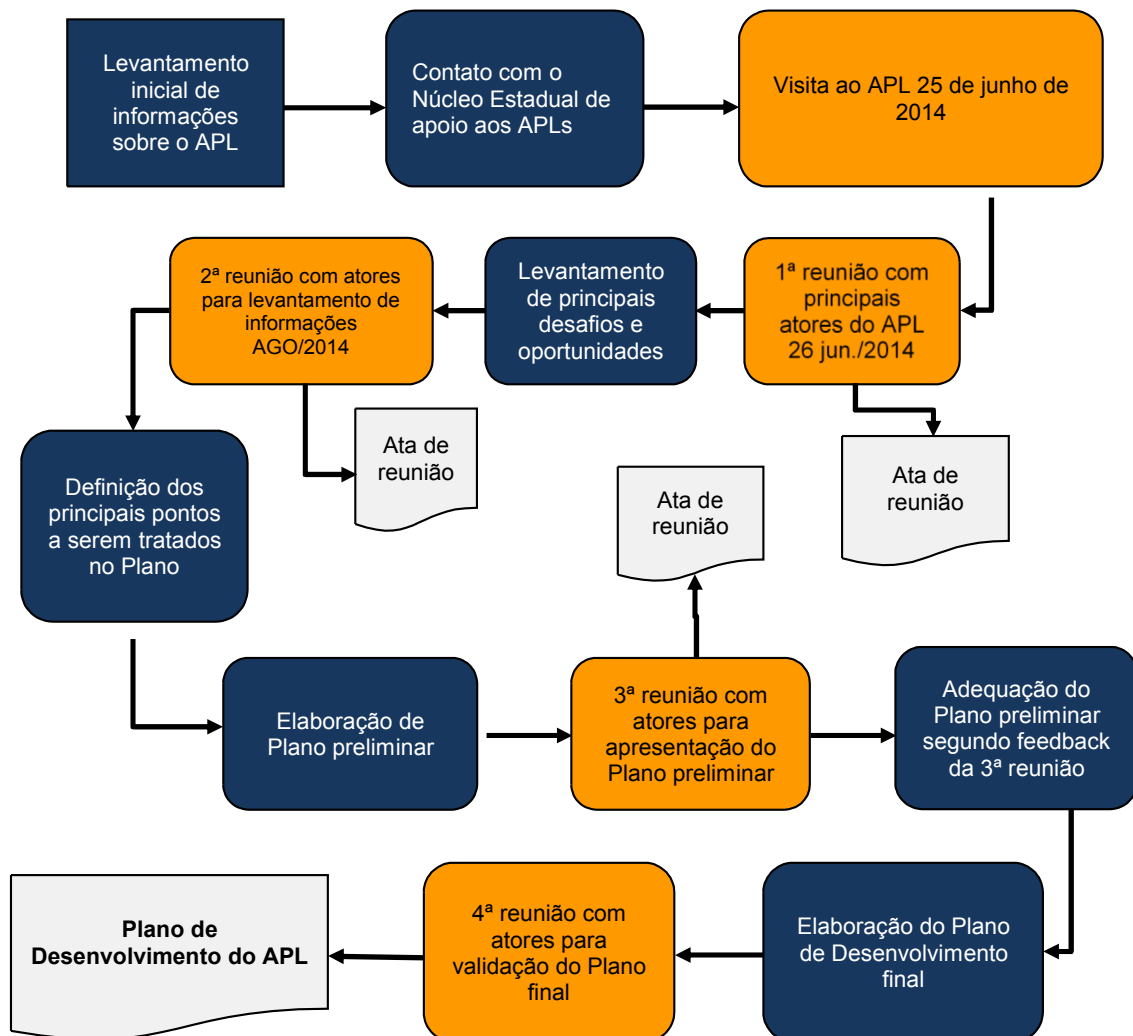 Levantamento
inicial de
informações
sobre o APL
Contato com o
Núcleo Estadual de
apoio aos APLs
Visita ao APL 25 de junho de
2014
1ª reunião com
principais
atores do APL
26 jun./2014
Levantamento
de principais
desafios e
oportunidades
2ª reunião com atores
para levantamento de
informações
AGO/2014
Ata de
reunião
Ata de
reunião
Definição dos
principais pontos
a serem tratados
no Plano
Ata de
reunião
Elaboração de
Plano preliminar
3ª reunião com
atores para
apresentação do
Plano preliminar
Adequação do
Plano preliminar
segundo feedback
da 3ª reunião
Elaboração do Plano
de Desenvolvimento
final
4ª reunião com
atores para
validação do Plano
final
Plano de
Desenvolvimento do APL